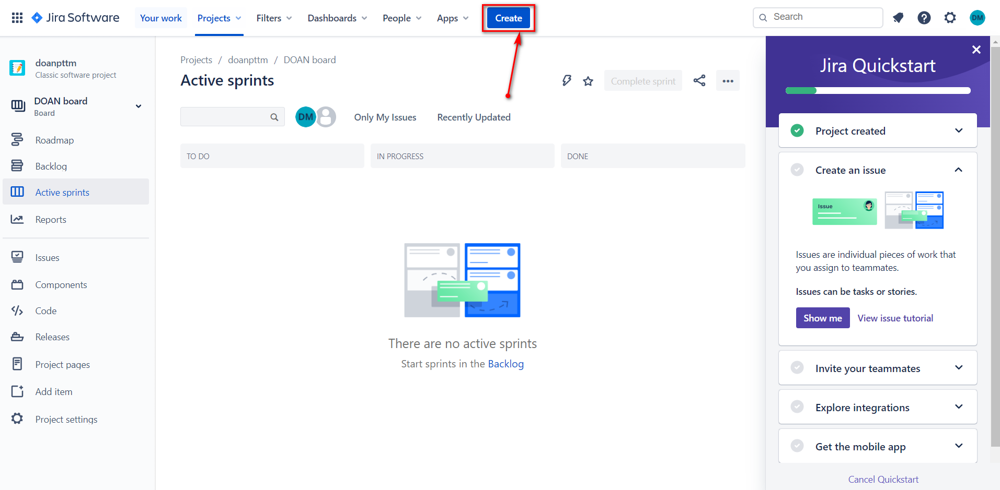 Jira Software
Your work
Projects
Filters
Dashboards
People
Apps
Create
Search
DM
doanpttm
Classic software project
DOAN board
Board
Roadmap
Backlog
Active sprints
Reports
Issues
Components
Code
Releases
Project pages
Add item
Project settings
Projects / doanpttm / DOAN board
Active sprints
Complete sprint
DM
Only My Issues
Recently Updated
TO DO
IN PROGRESS
DONE
There are no active sprints
Start sprints in the Backlog
Jira Quickstart
Project created
Create an issue
Issue
Issues are individual pieces of work that
you assign to teammates.
Issues can be tasks or stories.
Show me
View issue tutorial
Invite your teammates
Explore integrations
Get the mobile app
Cancel Quickstart